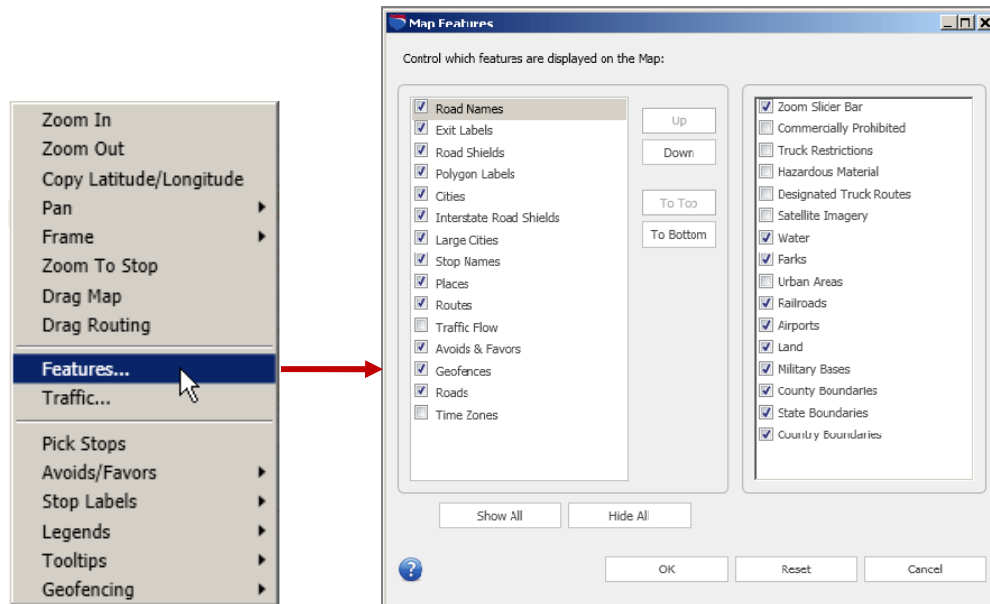 Zoom In
Zoom Out
Copy Latitude/Longitude
Pan
Frame
Zoom To Stop
Drag Map
Drag Routing
Features...
Traffic...
Pick Stops
Avoids/Favors
Stop Labels
Legends
Tooltips
Geofencing
Map Features
Control which features are displayed on the Map:
Road Names
Exit Labels
Road Shields
Polygon Labels
Cities
Interstate Road Shields
Large Cities
Stop Names
Places
Routes
Traffic Flow
Avoids & Favors
Geofences
Roads
Time Zones
Up
Down
To Top
To Bottom
Zoom Slider Bar
Commercially Prohibited
Truck Restrictions
Hazardous Material
Designated Truck Routes
Satellite Imagery
Water
Parks
Urban Areas
Railroads
Airports
Land
Military Bases
County Boundaries
State Boundaries
Country Boundaries
Show All
Hide All
?
OK
Reset
Cancel